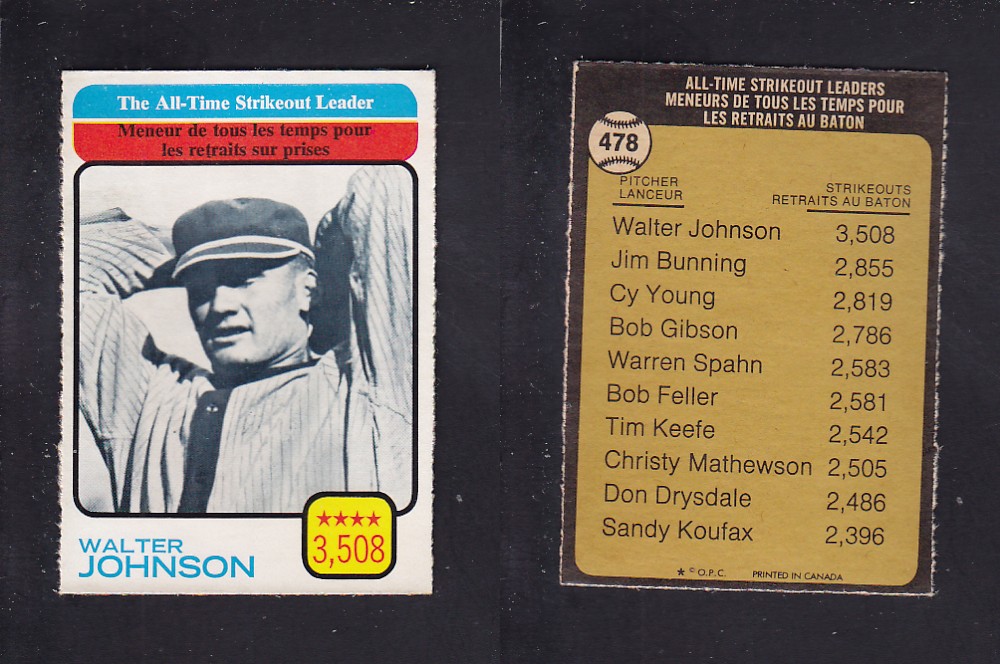 The All-Time Strikeout Leader
Meneur de tous les temps pour
les retraits sur prises
★★★★
3,508
WALTER
JOHNSON
ALL-TIME STRIKEOUT LEADERS
MENEURS DE TOUS LES TEMPS POUR
LES RETRAITS AU BATON
478
PITCHER STRIKEOUTS
LANCEUR RETRAITS AU BATON
Walter Johnson 3,508
Jim Bunning 2,855
Cy Young 2,819
Bob Gibson 2,786
Warren Spahn 2,583
Bob Feller 2,581
Tim Keefe 2,542
Christy Mathewson 2,505
Don Drysdale 2,486
Sandy Koufax 2,396
* © O.P.C. PRINTED IN CANADA